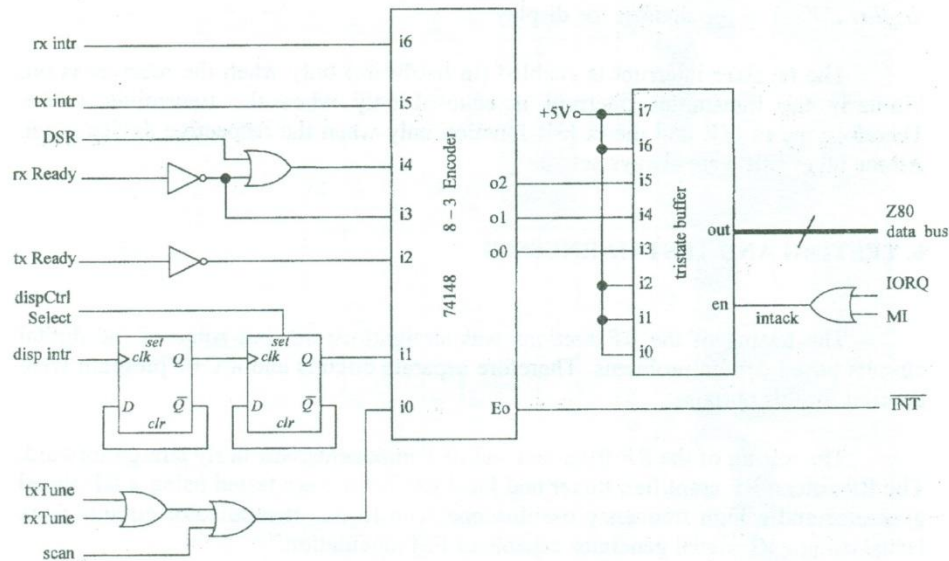 rx intr
tx intr
DSR
rx Ready
tx Ready
dispCtrl
Select
disp intr
set
clk
Q
D
Q̅
clr
set
clk
Q
D
Q̅
clr
txTune
rxTune
scan
i6
i5
i4
i3
i2
i1
i0
74148 8 – 3 Encoder
o2
o1
o0
Eo
+5V
i7
i6
i5
i4
i3
i2
i1
i0
tristate buffer
out
en
intack
Z80
data bus
IORQ
MI
I̅N̅T̅